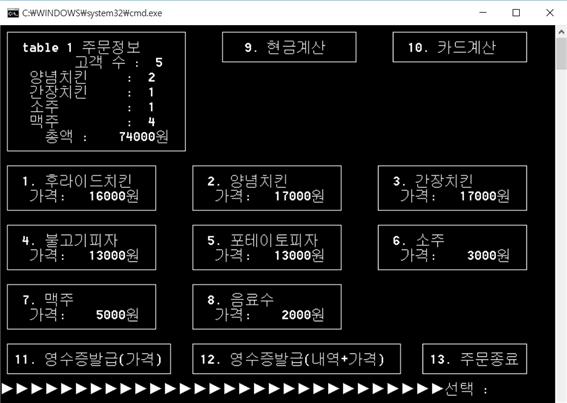 C:\WINDOWS\system32\cmd.exe
table 1 주문정보
고객 수 : 5
양념치킨 : 2
간장치킨 : 1
소주 : 1
맥주 : 4
총액 : 74000원
9. 현금계산
10. 카드계산
1. 후라이드치킨
가격: 16000원
2. 양념치킨
가격: 17000원
3. 간장치킨
가격: 17000원
4. 불고기피자
가격: 13000원
5. 포테이토피자
가격: 13000원
6. 소주
가격: 3000원
7. 맥주
가격: 5000원
8. 음료수
가격: 2000원
11. 영수증발급(가격)
12. 영수증발급(내역+가격)
13. 주문종료
▶▶▶▶▶▶▶▶▶▶▶▶▶▶▶▶▶▶▶▶▶▶▶▶▶▶▶▶▶▶선택 :